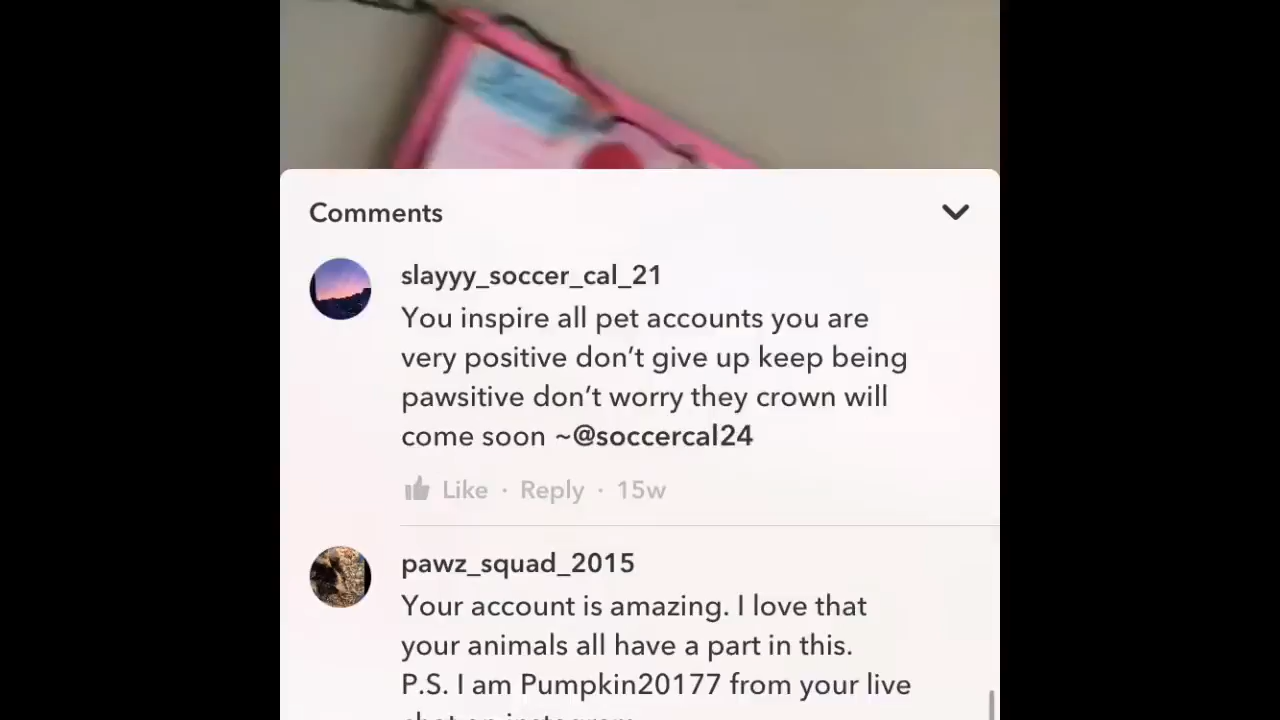 Comments
slayyy_soccer_cal_21
You inspire all pet accounts you are
very positive don’t give up keep being
pawsitive don’t worry they crown will
come soon ~@soccercal24
Like · Reply · 15w
pawz_squad_2015
Your account is amazing. I love that
your animals all have a part in this.
P.S. I am Pumpkin20177 from your live